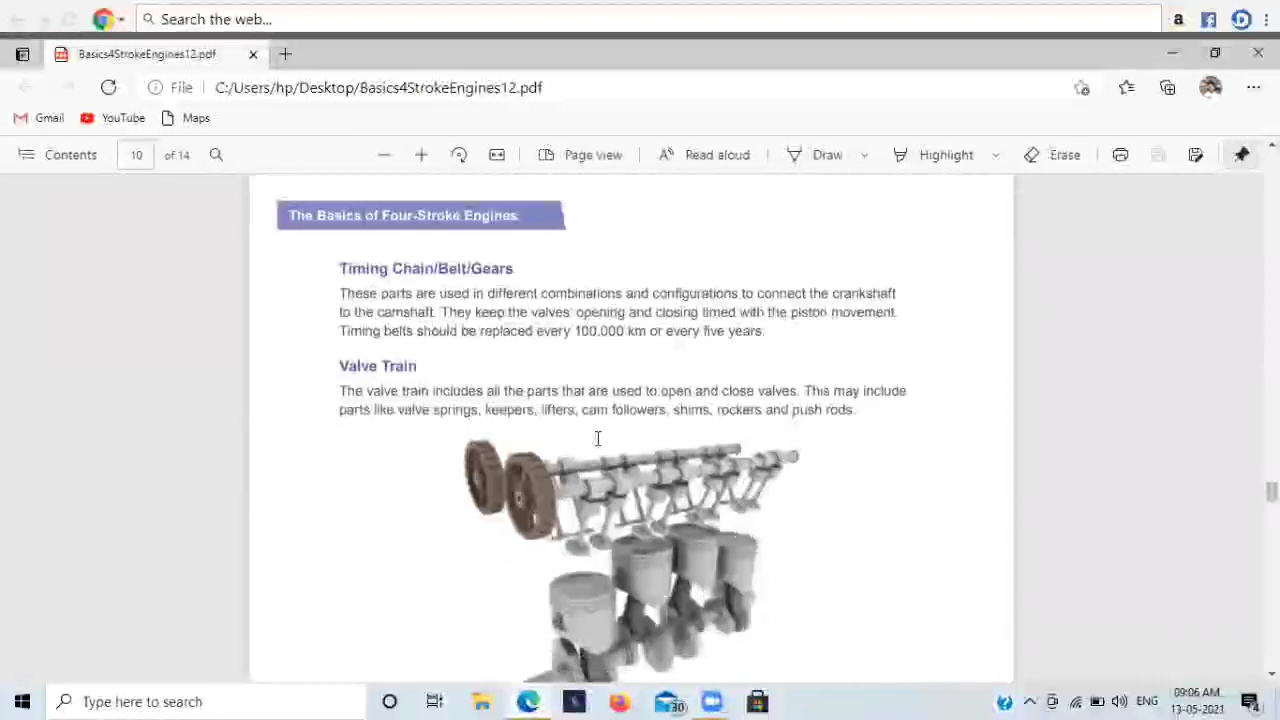 Search the web...
Basics4StrokeEngines12.pdf
File
C:/Users/hp/Desktop/Basics4StrokeEngines12.pdf
Gmail
YouTube
Maps
Contents
10
of 14
Page view
Read aloud
Draw
Highlight
Erase
The Basics of Four-Stroke Engines
Timing Chain/Belt/Gears
These parts are used in different combinations and configurations to connect the crankshaft
to the camshaft. They keep the valves' opening and closing timed with the piston movement.
Timing belts should be replaced every 100,000 km or every five years.
Valve Train
The valve train includes all the parts that are used to open and close valves. This may include
parts like valve springs, keepers, lifters, cam followers, shims, rockers and push rods.
Type here to search
30
ENG
09:06 AM
13-05-2021
4